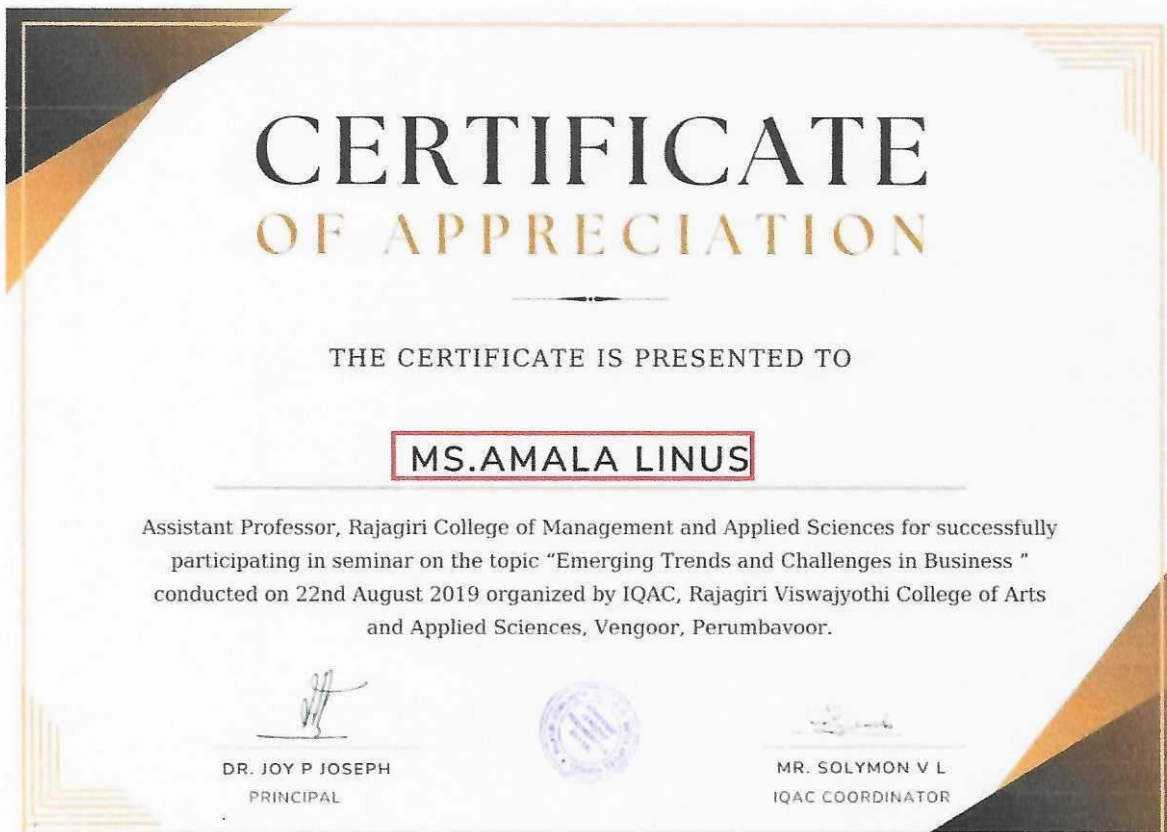 CERTIFICATE
OF APPRECIATION
THE CERTIFICATE IS PRESENTED TO
MS.AMALA LINUS
Assistant Professor, Rajagiri College of Management and Applied Sciences for successfully
participating in seminar on the topic “Emerging Trends and Challenges in Business ”
conducted on 22nd August 2019 organized by IQAC, Rajagiri Viswajyothi College of Arts
and Applied Sciences, Vengoor, Perumbavoor.
DR. JOY P JOSEPH
PRINCIPAL
MR. SOLYMON V L
IQAC COORDINATOR